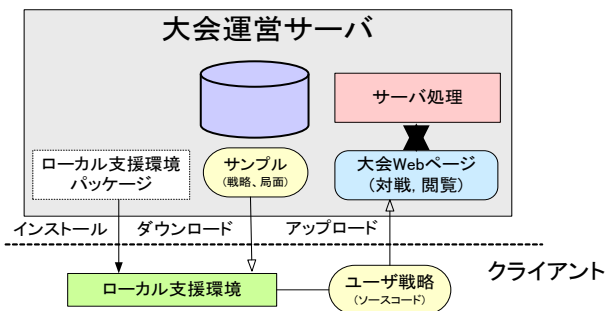 大会運営サーバ
サーバ処理
ローカル支援環境
パッケージ
サンプル
(戦略、局面)
大会Webページ
(対戦, 閲覧)
インストール
ダウンロード
アップロード
クライアント
ローカル支援環境
ユーザ戦略
(ソースコード)